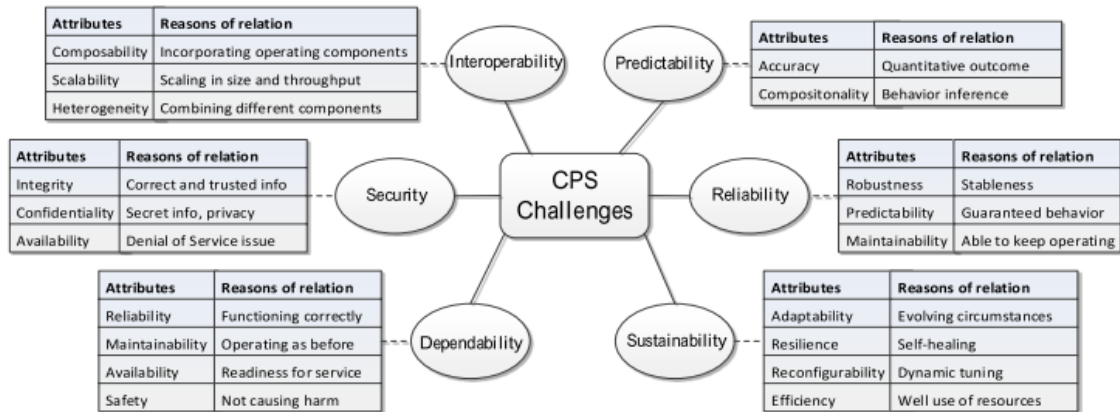 Attributes Reasons of relation
Composability Incorporating operating components
Scalability Scaling in size and throughput
Heterogeneity Combining different components
Interoperability
Predictability
Attributes Reasons of relation
Accuracy Quantitative outcome
Compositonality Behavior inference
Attributes Reasons of relation
Integrity Correct and trusted info
Confidentiality Secret info, privacy
Availability Denial of Service issue
Security
CPS
Challenges
Reliability
Attributes Reasons of relation
Robustness Stableness
Predictability Guaranteed behavior
Maintainability Able to keep operating
Attributes Reasons of relation
Reliability Functioning correctly
Maintainability Operating as before
Availability Readiness for service
Safety Not causing harm
Dependability
Sustainability
Attributes Reasons of relation
Adaptability Evolving circumstances
Resilience Self-healing
Reconfigurability Dynamic tuning
Efficiency Well use of resources